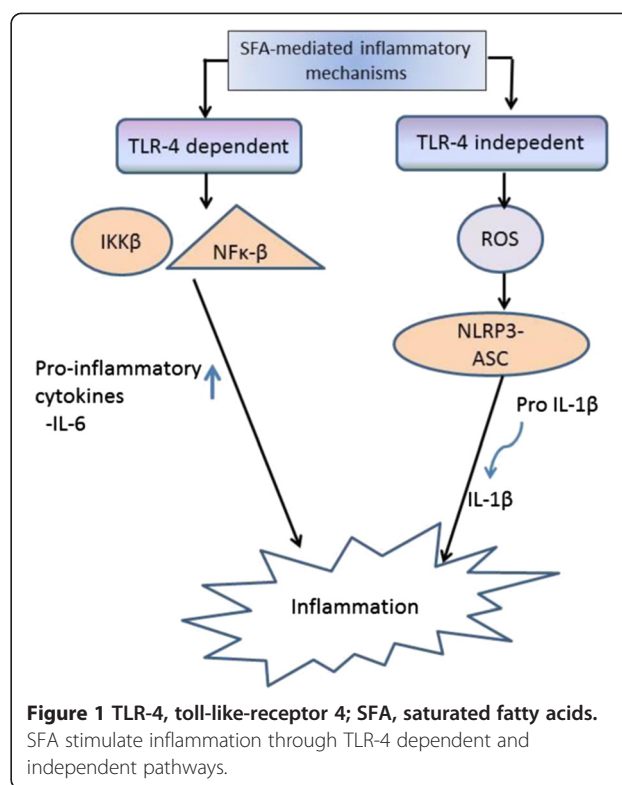 SFA-mediated inflammatory
mechanisms
TLR-4 dependent
TLR-4 indepedent
IKKβ
NFκ-β
ROS
NLRP3-
ASC
Pro-inflammatory
cytokines
-IL-6
Pro IL-1β
IL-1β
Inflammation
Figure 1 TLR-4, toll-like-receptor 4; SFA, saturated fatty acids.
SFA stimulate inflammation through TLR-4 dependent and
independent pathways.